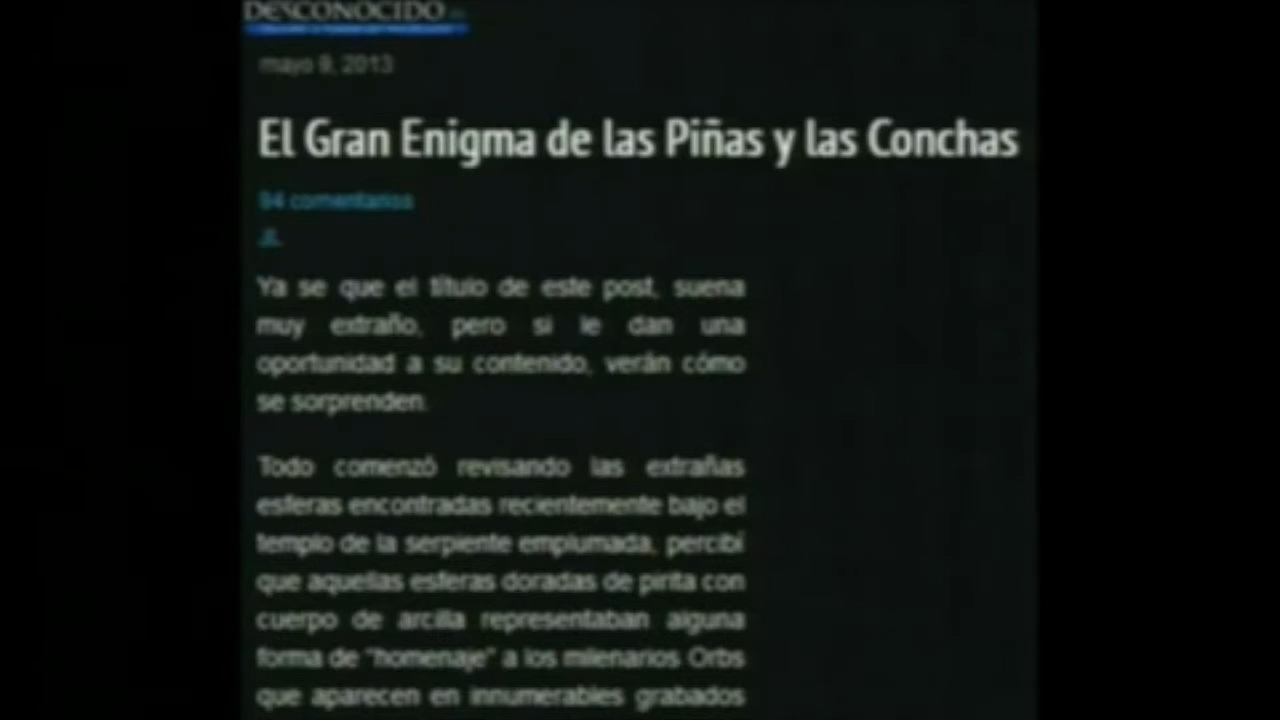 DESCONOCIDO
mayo 9, 2013
El Gran Enigma de las Piñas y las Conchas
94 comentarios
Ya se que el título de este post, suena
muy extraño, pero si le dan una
oportunidad a su contenido, verán cómo
se sorprenden.
Todo comenzó revisando las extrañas
esferas encontradas recientemente bajo el
templo de la serpiente emplumada, percibí
que aquellas esferas doradas de pirita con
cuerpo de arcilla representaban alguna
forma de "homenaje" a los milenarios Orbs
que aparecen en innumerables grabados